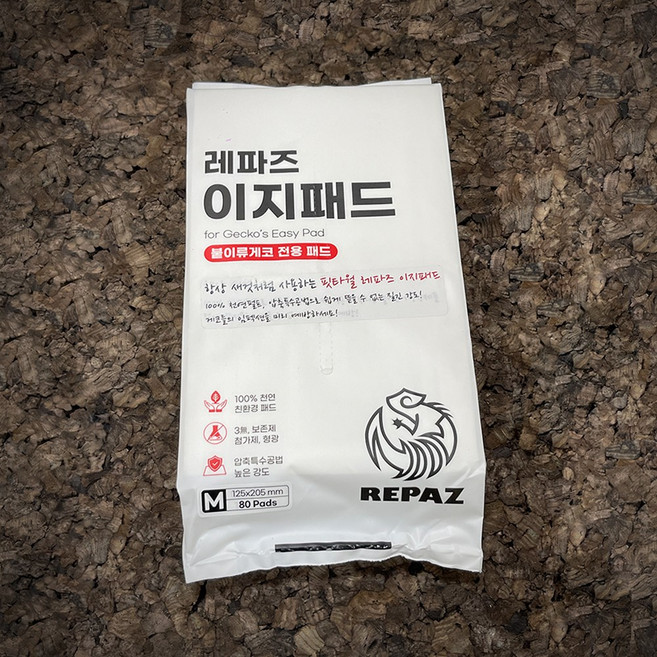 레파즈
이지패드
for Gecko's Easy Pad
붙이류게코 전용 패드
항상 새것처럼 사용하는 핏타월 레파즈 이지패드
100% 천연펄프, 압축특수공법으로 쉽게 뜯을 수 없는 질긴 강도!
게코들의 임팩션을 미리 예방하세요!
100% 천연
친환경 패드
3無, 보존제
첨가제, 형광
압축특수공법
높은 강도
M
125x205 mm
80 Pads
REPAZ